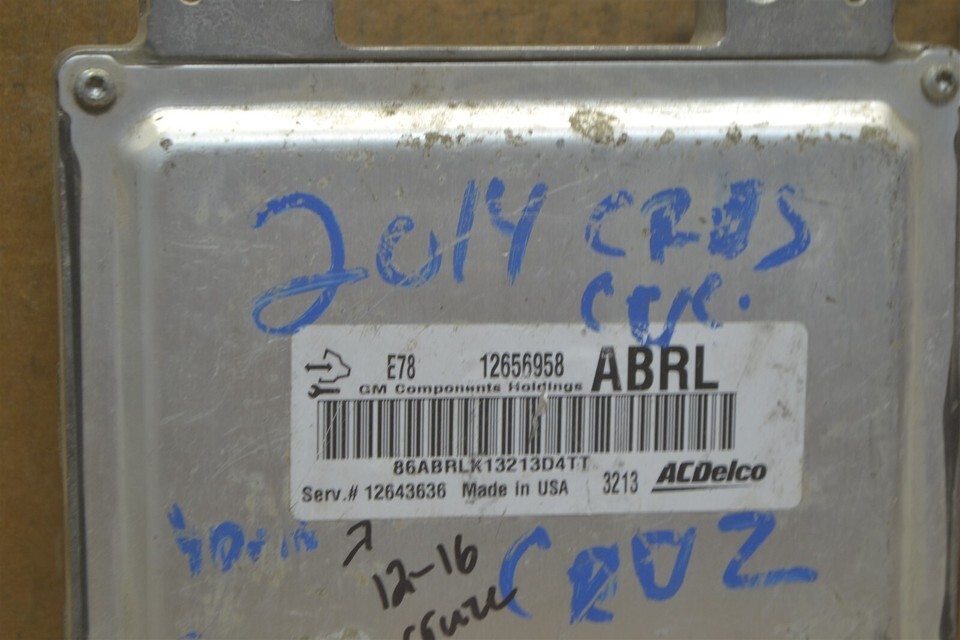 2014 CRUS
E78 12656958 ABRL
GM Components Holdings
86ABRLK13213D4TT
Serv.# 12643636 Made in USA 3213 ACDelco
CRUZ
12-16
cruze